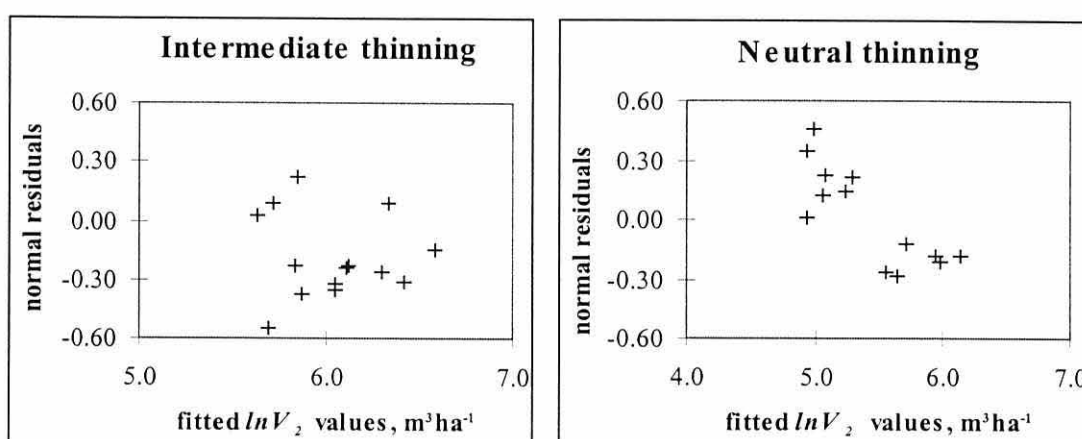 Intermediate thinning
normal residuals
0.60
0.30
0.00
-0.30
-0.60
5.0 6.0 7.0
fitted lnV₂ values, m³ha⁻¹
Neutral thinning
normal residuals
0.60
0.30
0.00
-0.30
-0.60
4.0 5.0 6.0 7.0
fitted lnV₂ values, m³ha⁻¹